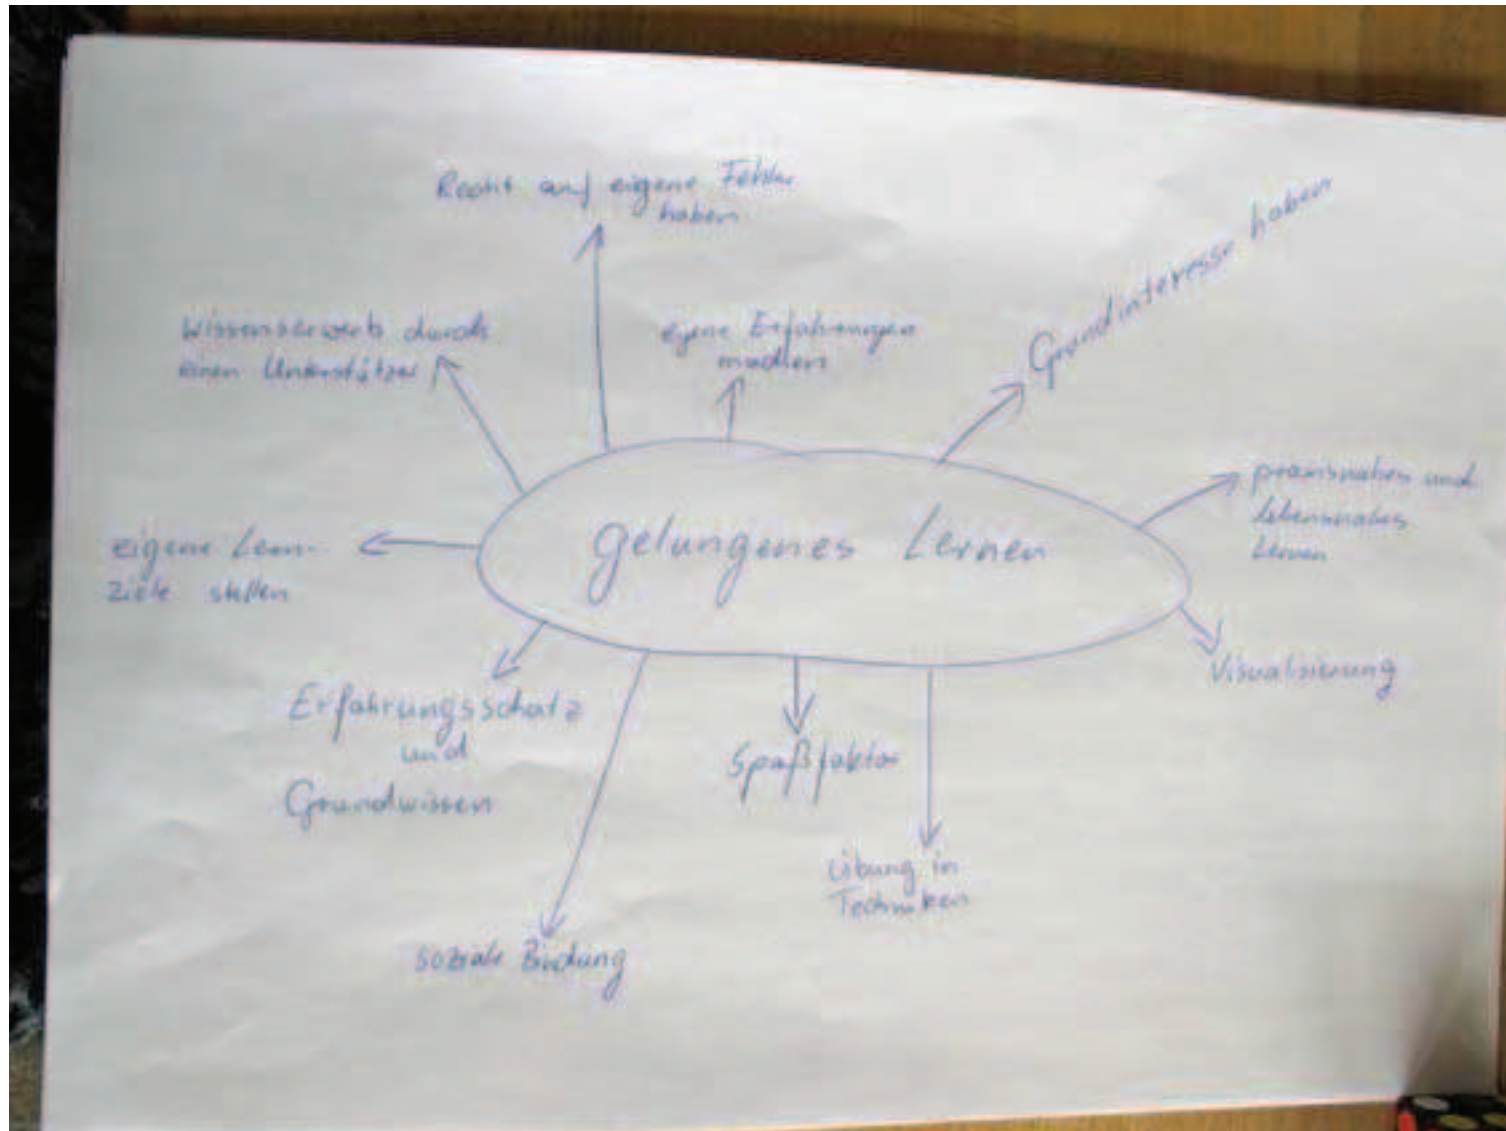 Recht auf eigene Fehler
haben
Grundinteresse haben
Wissenserwerb durch
einen Unterstützer
eigene Erfahrungen
machen
praxisnahes und
lebensnahes
Lernen
gelungenes Lernen
eigene Lern-
ziele stellen
Visualisierung
Erfahrungsschatz
und
Grundwissen
Spaßfaktor
Übung in
Techniken
soziale Bindung